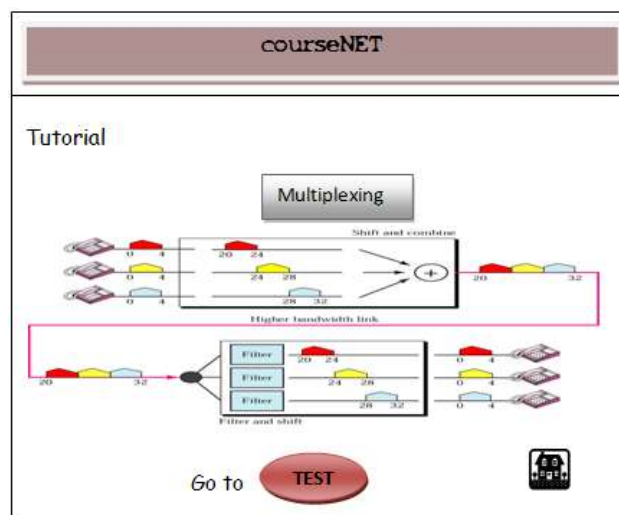 courseNET
Tutorial
Multiplexing
Shift and combine
0 4 20 24
0 4 24 28 20 32
0 4 28 32
Higher bandwidth link
Filter 20 24 0 4
20 32 Filter 24 28 0 4
Filter 28 32 0 4
Filter and shift
Go to TEST